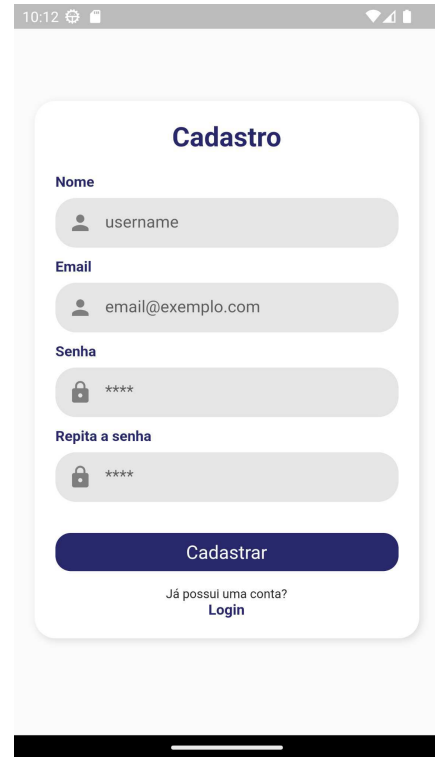 10:12
Cadastro
Nome
username
Email
email@exemplo.com
Senha
****
Repita a senha
****
Cadastrar
Já possui uma conta?
Login